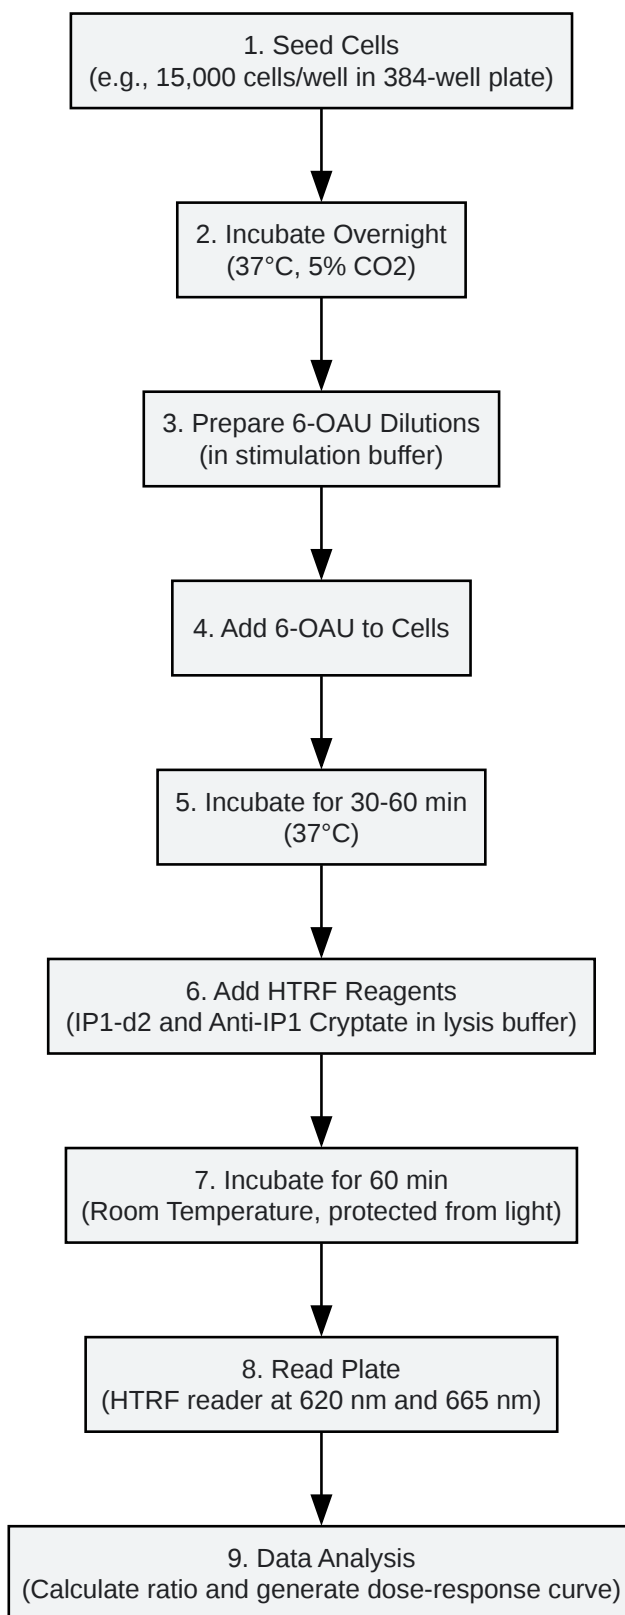 1. Seed Cells
(e.g., 15,000 cells/well in 384-well plate)
2. Incubate Overnight
(37°C, 5% CO2)
3. Prepare 6-OAU Dilutions
(in stimulation buffer)
4. Add 6-OAU to Cells
5. Incubate for 30-60 min
(37°C)
6. Add HTRF Reagents
(IP1-d2 and Anti-IP1 Cryptate in lysis buffer)
7. Incubate for 60 min
(Room Temperature, protected from light)
8. Read Plate
(HTRF reader at 620 nm and 665 nm)
9. Data Analysis
(Calculate ratio and generate dose-response curve)